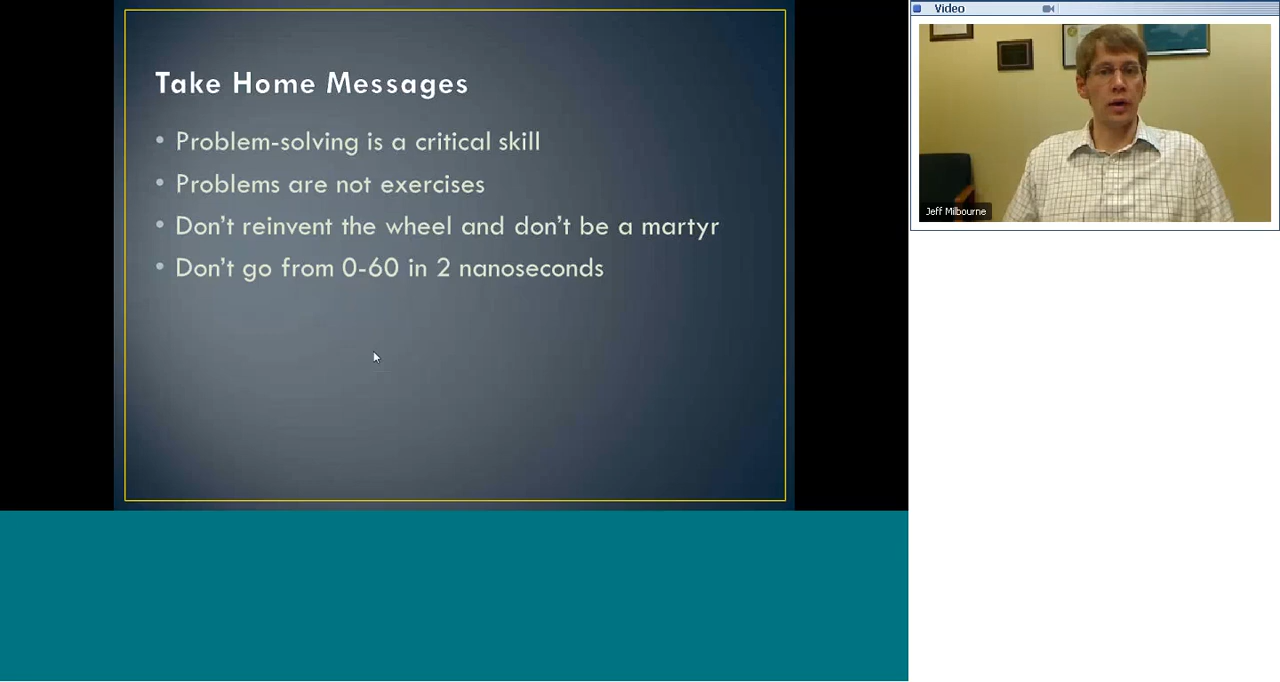 Take Home Messages
• Problem-solving is a critical skill
• Problems are not exercises
• Don't reinvent the wheel and don't be a martyr
• Don't go from 0-60 in 2 nanoseconds
Video
Jeff Milbourne